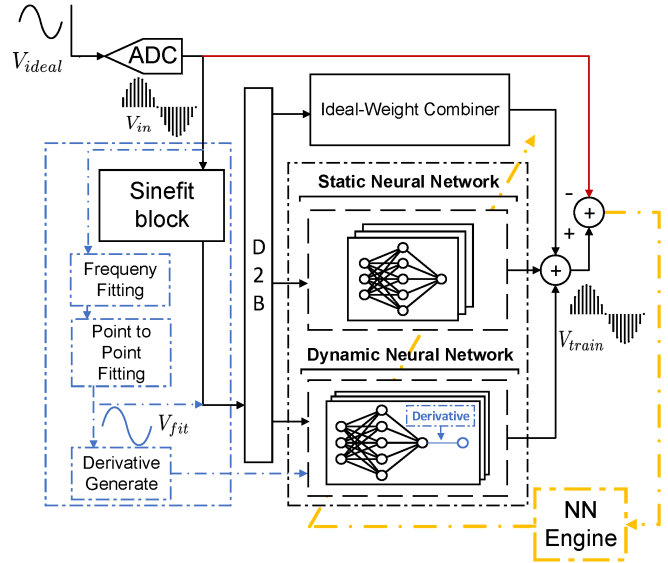 V_ideal
ADC
V_in
Ideal-Weight Combiner
Sinefit
block
Static Neural Network
-
+
+
+
D
2
B
Frequeny
Fitting
Point to
Point
Fitting
V_train
Dynamic Neural Network
V_fit
Derivative
Derivative
Generate
NN
Engine